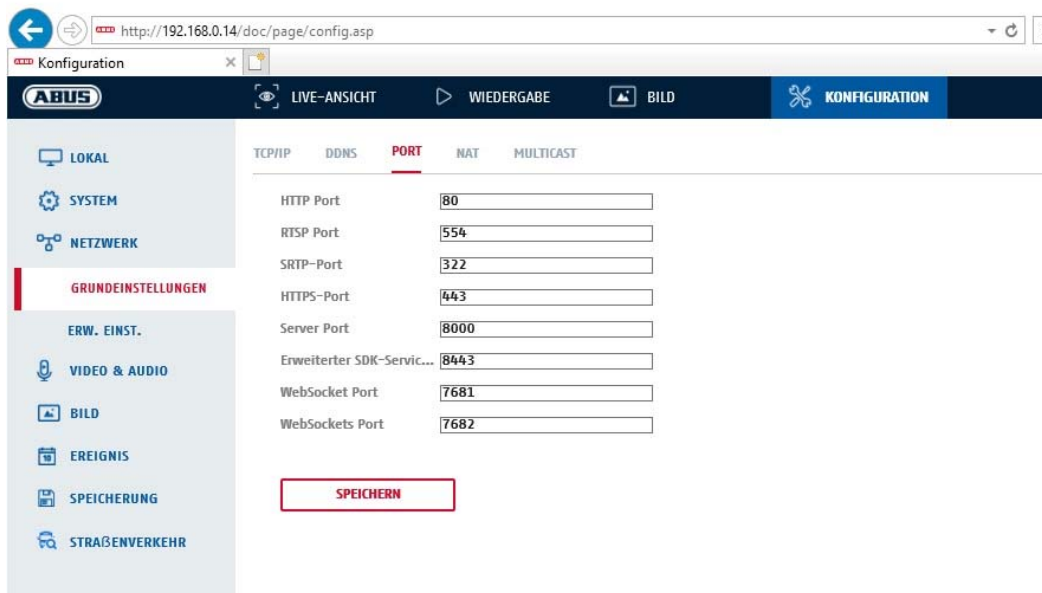 http://192.168.0.14/doc/page/config.asp
Konfiguration
ABUS
LIVE-ANSICHT
WIEDERGABE
BILD
KONFIGURATION
LOKAL
SYSTEM
NETZWERK
GRUNDEINSTELLUNGEN
ERW. EINST.
VIDEO & AUDIO
BILD
EREIGNIS
SPEICHERUNG
STRAßENVERKEHR
TCP/IP DDNS PORT NAT MULTICAST
HTTP Port 80
RTSP Port 554
SRTP-Port 322
HTTPS-Port 443
Server Port 8000
Erweiterter SDK-Servic... 8443
WebSocket Port 7681
WebSockets Port 7682
SPEICHERN